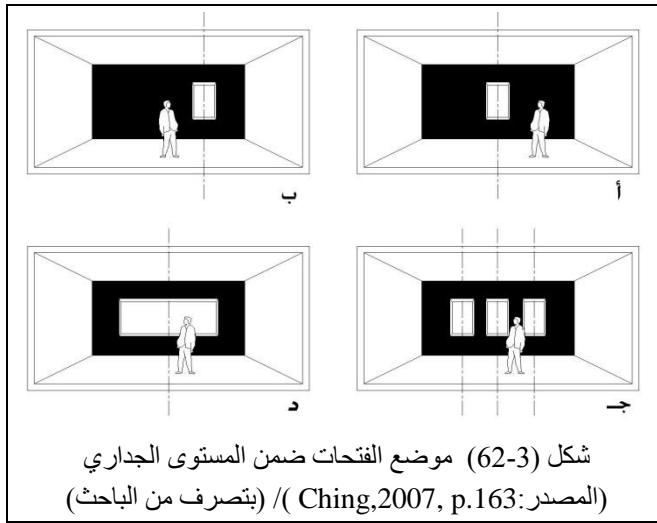 أ
ب
جـ
د
شكل (3-62) موضع الفتحات ضمن المستوى الجداري
(المصدر:Ching,2007, p.163 )/ (بتصرف من الباحث)